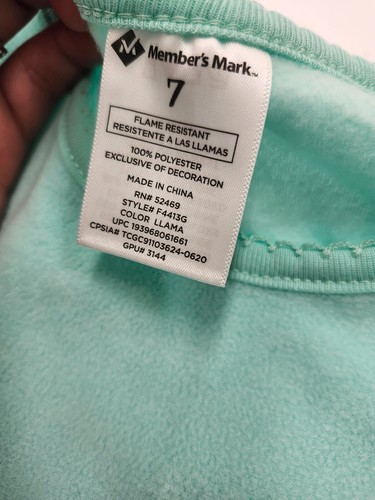 M Member's Mark™
7
FLAME RESISTANT
RESISTENTE A LAS LLAMAS
100% POLYESTER
EXCLUSIVE OF DECORATION
MADE IN CHINA
RN# 52469
STYLE# F4413G
COLOR LLAMA
UPC 193968061661
CPSIA# TCGC91103624-0620
GPU# 3144